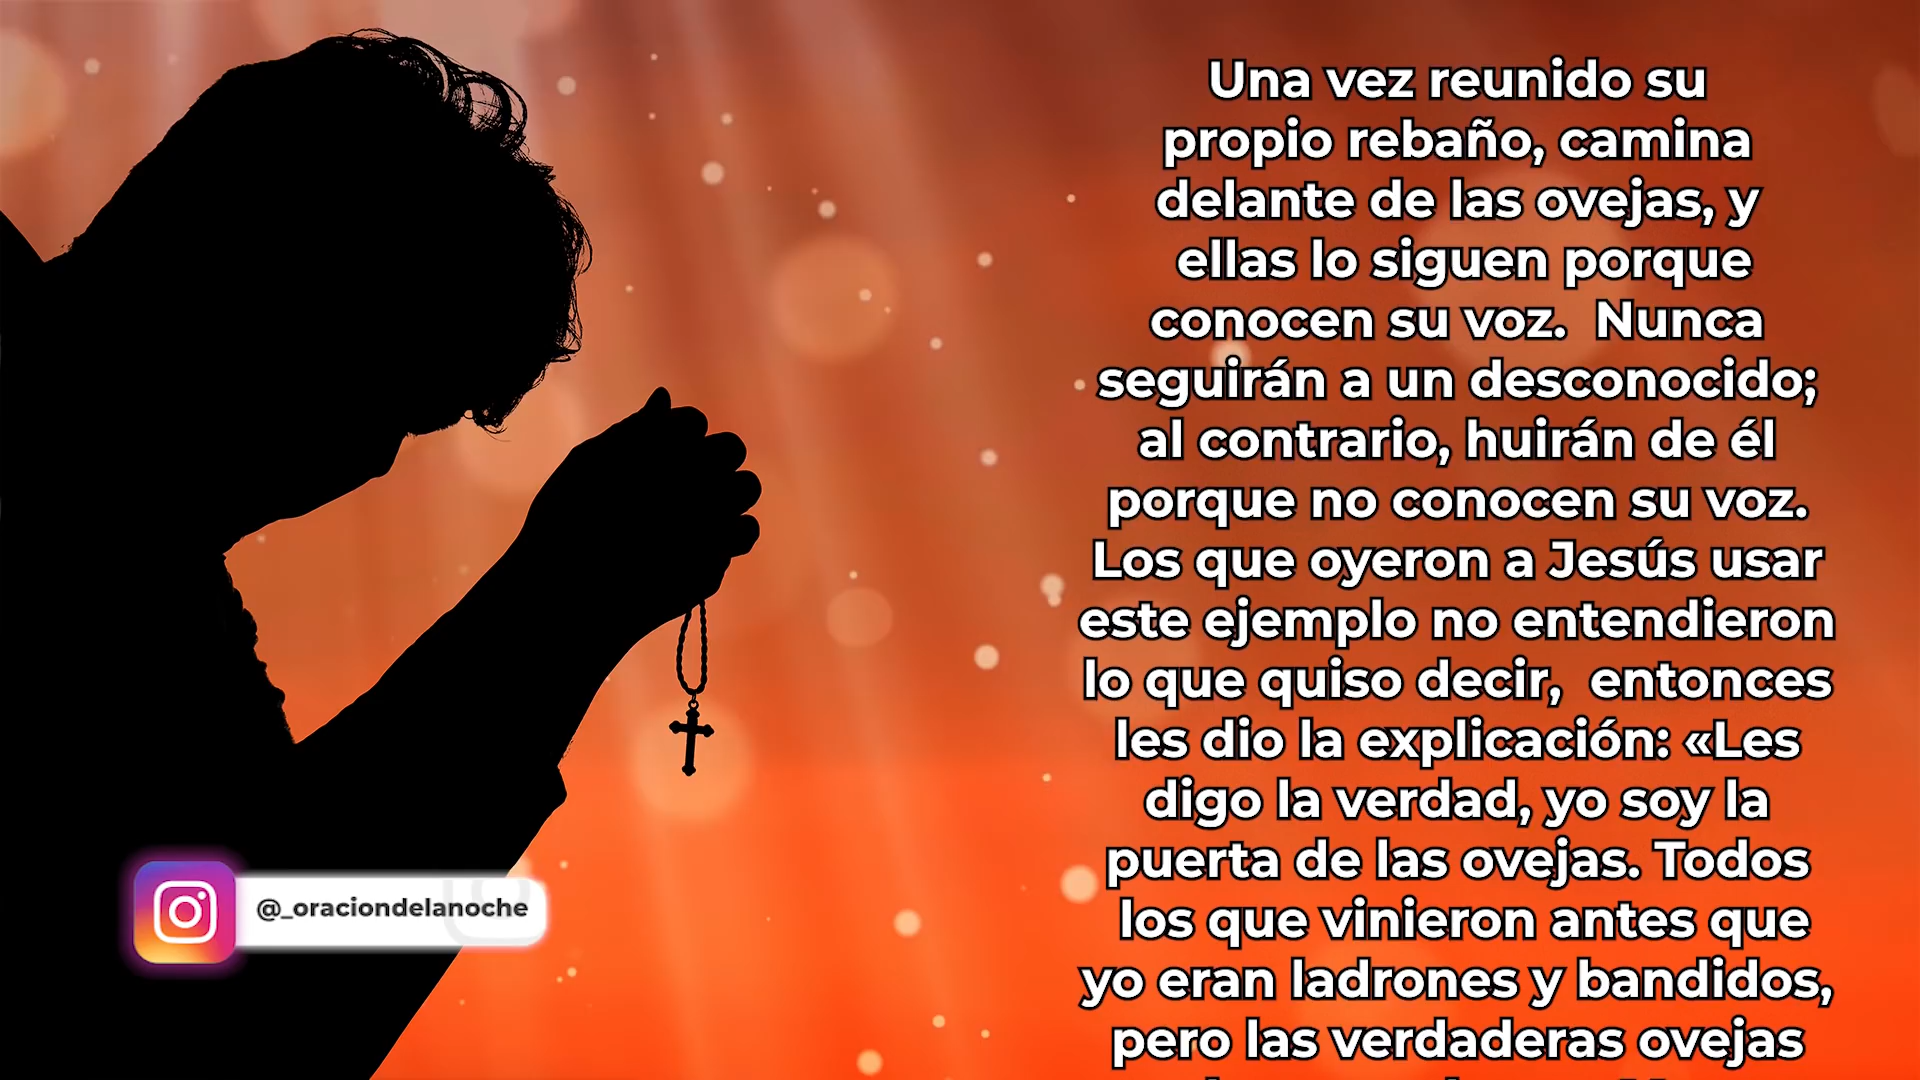 Una vez reunido su
propio rebaño, camina
delante de las ovejas, y
ellas lo siguen porque
conocen su voz.  Nunca
seguirán a un desconocido;
al contrario, huirán de él
porque no conocen su voz.
Los que oyeron a Jesús usar
este ejemplo no entendieron
lo que quiso decir,  entonces
les dio la explicación: «Les
digo la verdad, yo soy la
puerta de las ovejas. Todos
los que vinieron antes que
yo eran ladrones y bandidos,
pero las verdaderas ovejas
@_oraciondelanoche